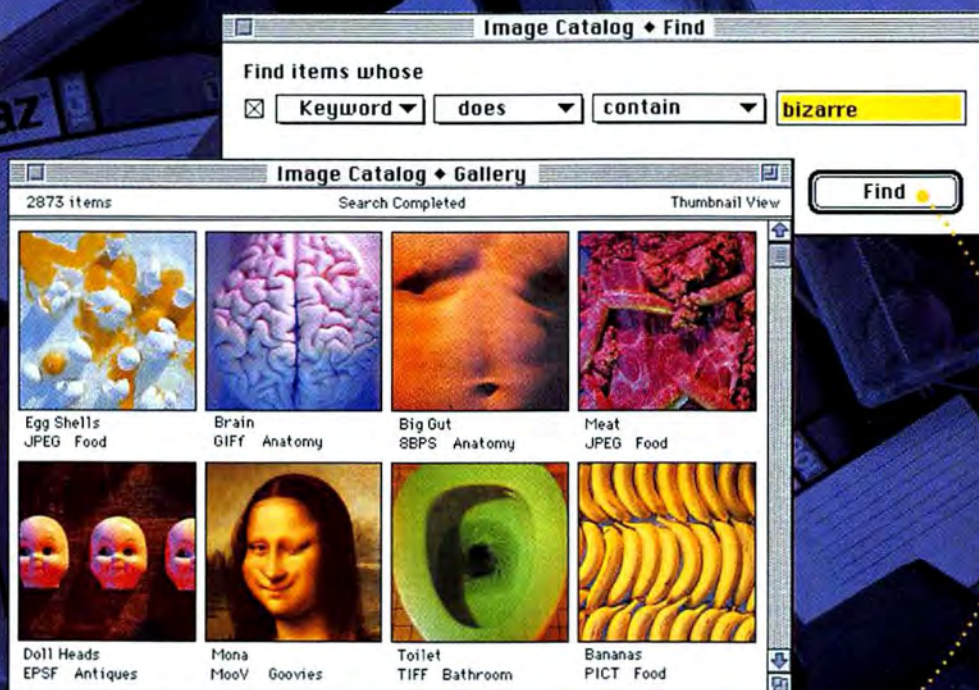 Image Catalog ♦ Find
Find items whose
Keyword does contain bizarre
Find
az
Image Catalog ♦ Gallery
2873 items Search Completed Thumbnail View
Egg Shells Brain Big Gut Meat
JPEG Food GIFf Anatomy 8BPS Anatomy JPEG Food
Doll Heads Mona Toilet Bananas
EPSF Antiques MooV Goovies TIFF Bathroom PICT Food